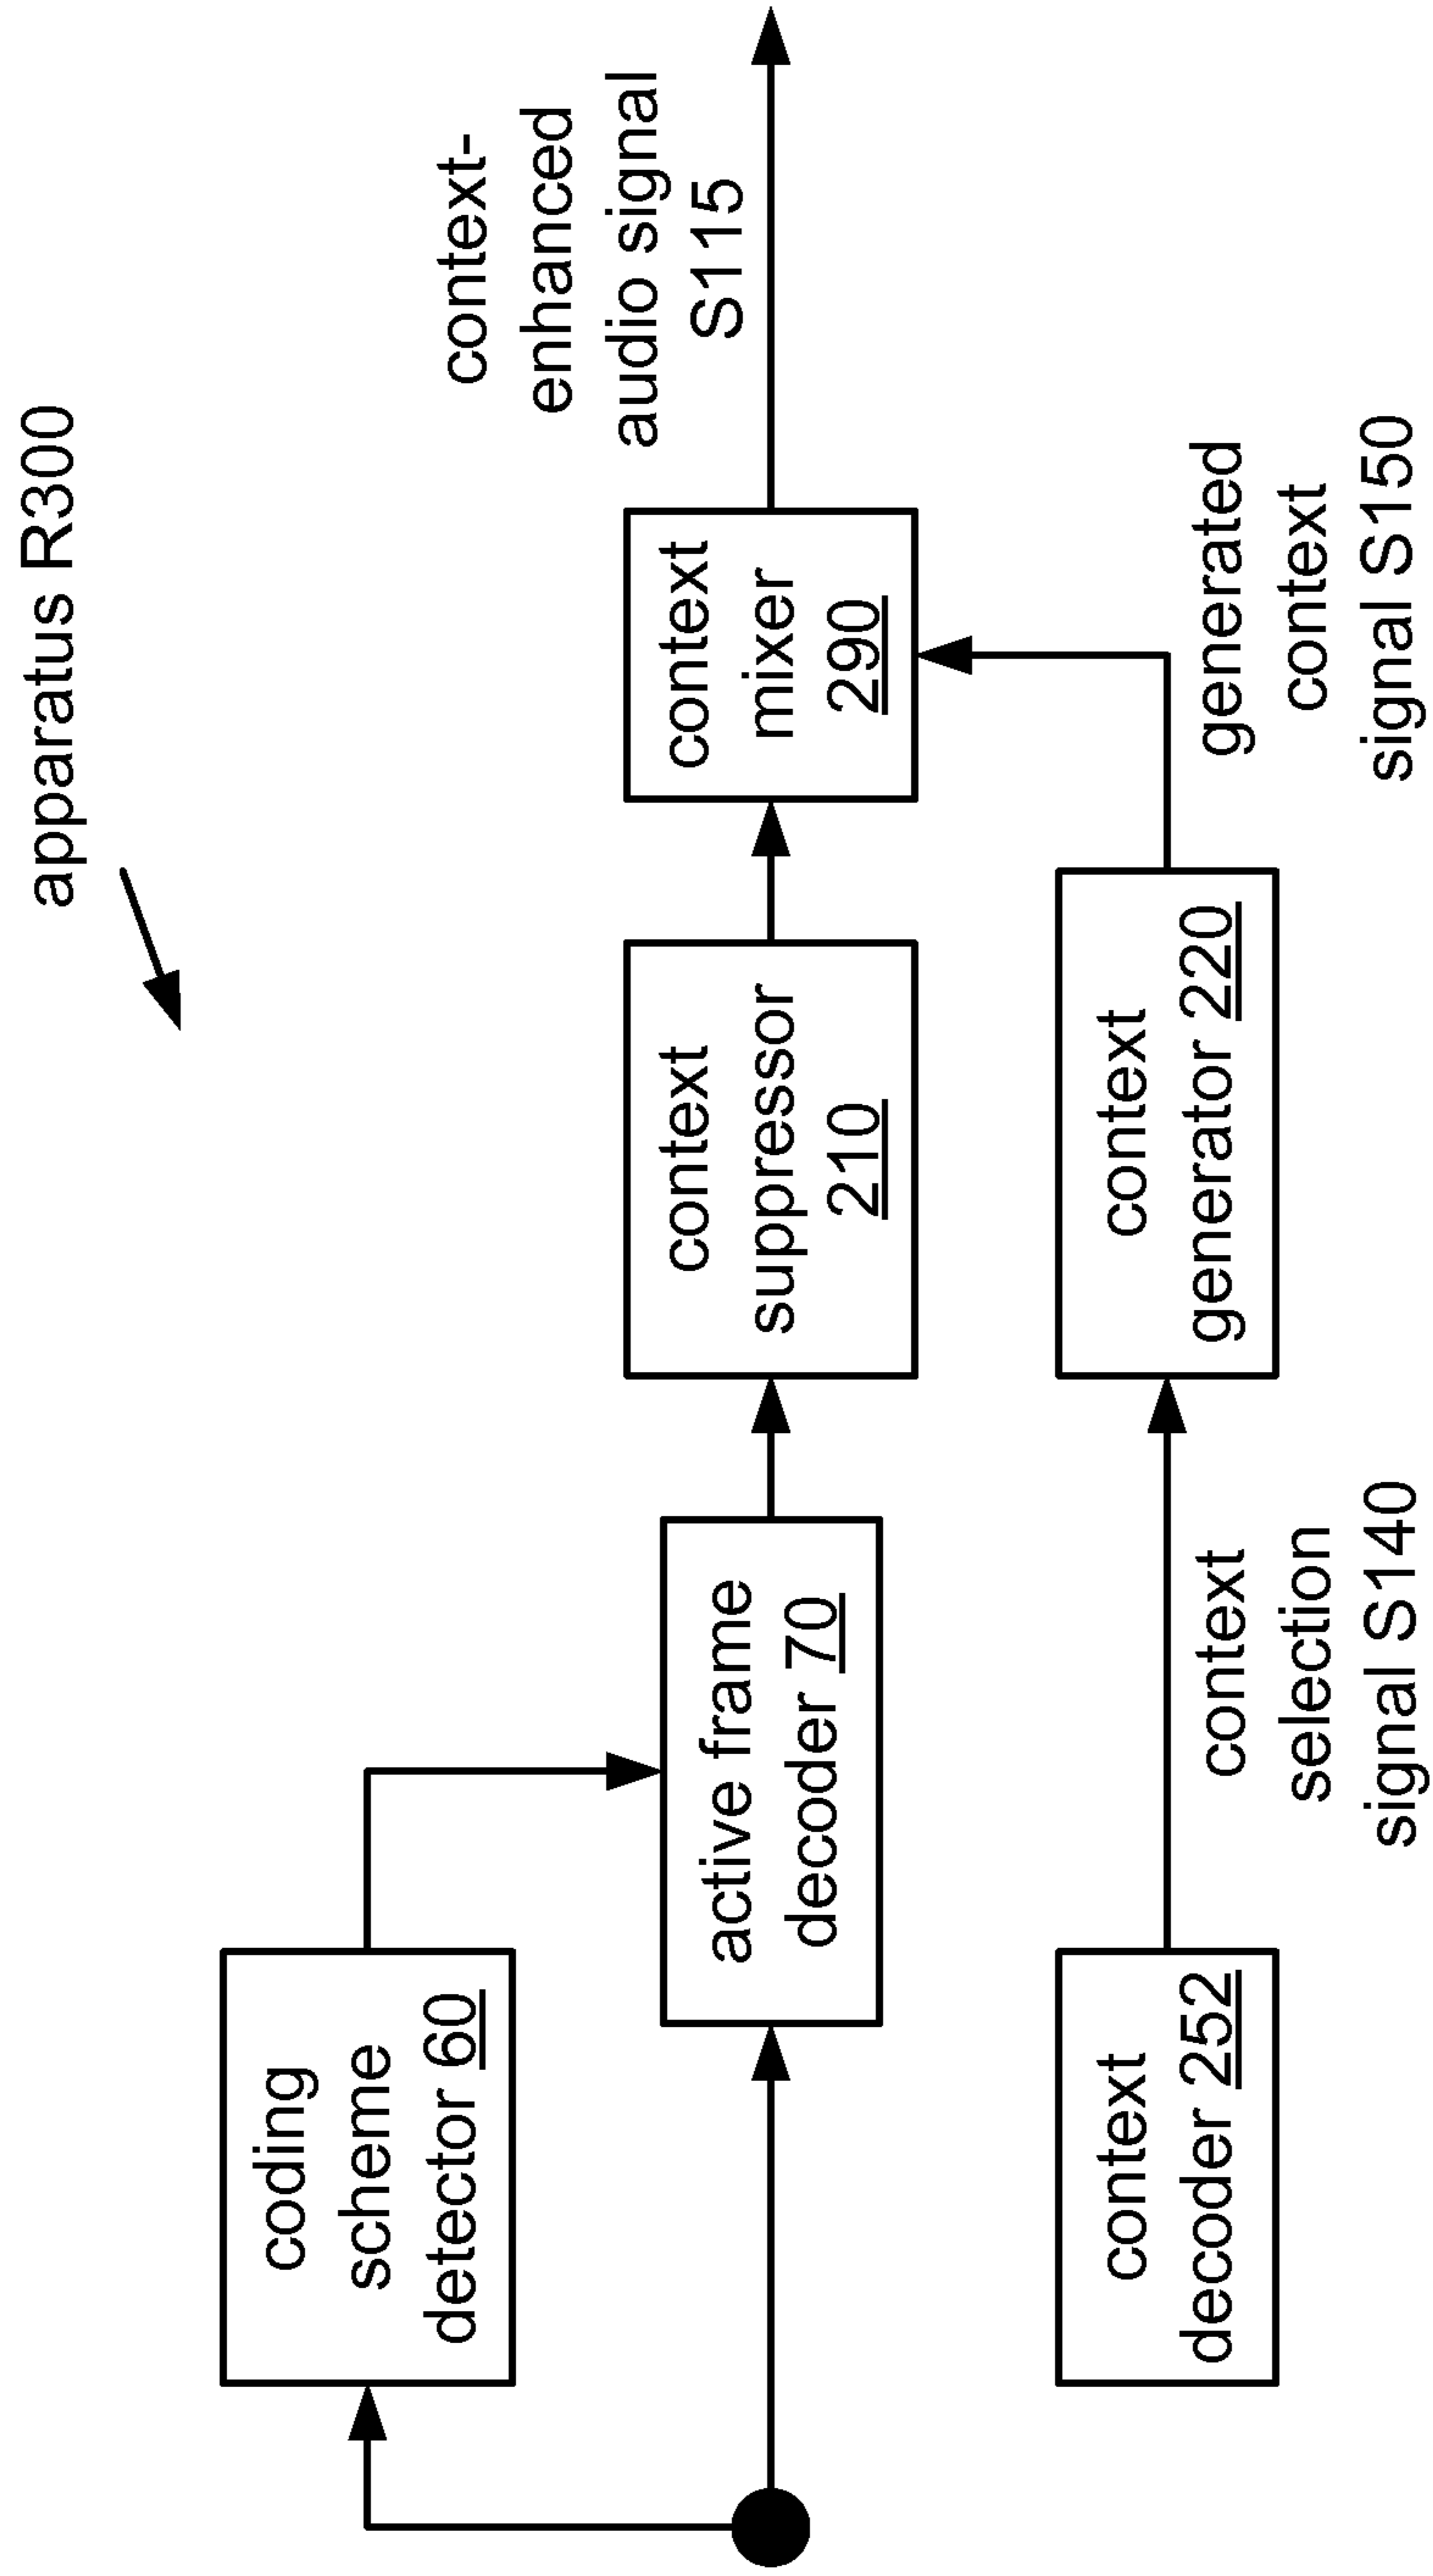 apparatus R300
coding
scheme
detector 60
active frame
decoder 70
context
suppressor
210
context
mixer
290
context-
enhanced
audio signal
S115
context
decoder 252
context
selection
signal S140
context
generator 220
generated
context
signal S150